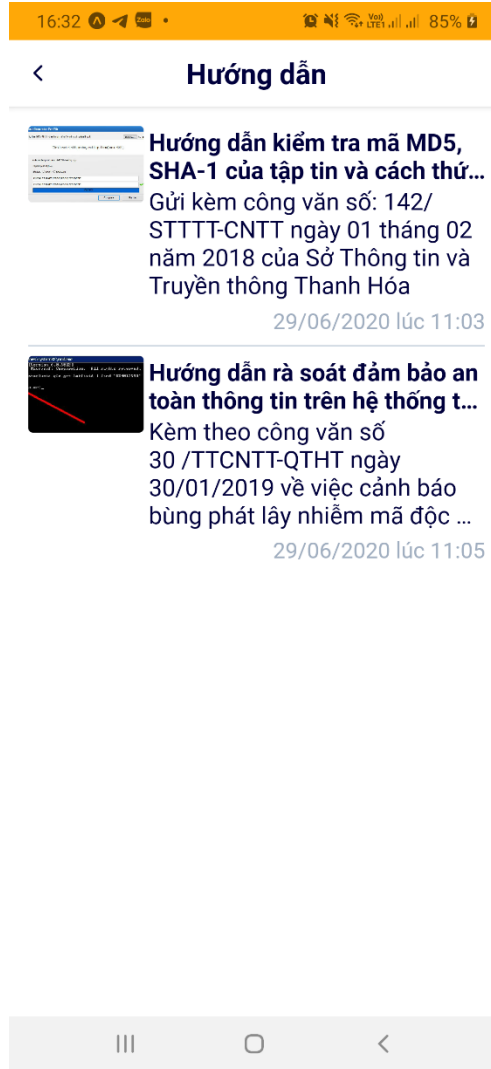 16:32
Zalo
Vo))
LTE1
85%
Hướng dẫn
Hướng dẫn kiểm tra mã MD5,
SHA-1 của tập tin và cách thứ...
Gửi kèm công văn số: 142/
STTTT-CNTT ngày 01 tháng 02
năm 2018 của Sở Thông tin và
Truyền thông Thanh Hóa
29/06/2020 lúc 11:03
Hướng dẫn rà soát đảm bảo an
toàn thông tin trên hệ thống t...
Kèm theo công văn số
30 /TTCNTT-QTHT ngày
30/01/2019 về việc cảnh báo
bùng phát lây nhiễm mã độc ...
29/06/2020 lúc 11:05